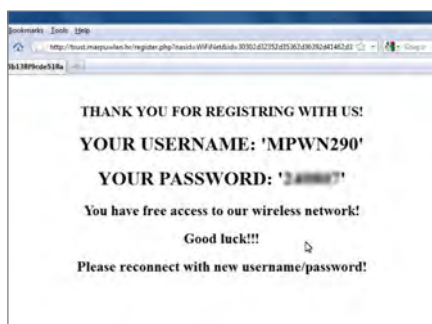 Bookmarks Tools Help
THANK YOU FOR REGISTRING WITH US!
YOUR USERNAME: 'MPWN290'
YOUR PASSWORD: ' '
You have free access to our wireless network!
Good luck!!!
Please reconnect with new username/password!